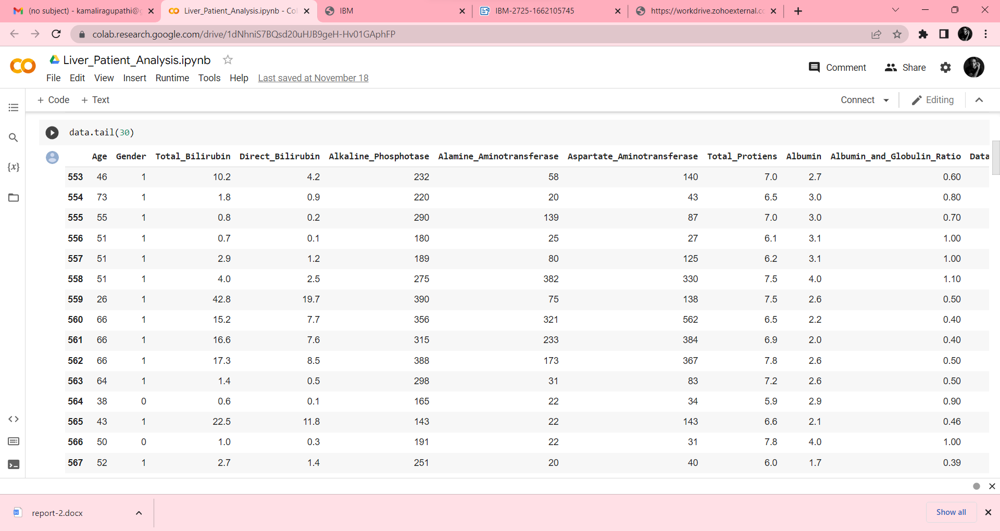 (no subject) - kamaliragupathi@g
Liver_Patient_Analysis.ipynb - Co
IBM
IBM-2725-1662105745
https://workdrive.zohoexternal.co
colab.research.google.com/drive/1dNhniS7BQsd20uHJB9geH-Hv01GAphFP
Liver_Patient_Analysis.ipynb
Comment Share
File Edit View Insert Runtime Tools Help Last saved at November 18
+ Code + Text Connect Editing
data.tail(30)
Age Gender Total_Bilirubin Direct_Bilirubin Alkaline_Phosphotase Alamine_Aminotransferase Aspartate_Aminotransferase Total_Protiens Albumin Albumin_and_Globulin_Ratio Data
553 46 1 10.2 4.2 232 58 140 7.0 2.7 0.60
554 73 1 1.8 0.9 220 20 43 6.5 3.0 0.80
555 55 1 0.8 0.2 290 139 87 7.0 3.0 0.70
556 51 1 0.7 0.1 180 25 27 6.1 3.1 1.00
557 51 1 2.9 1.2 189 80 125 6.2 3.1 1.00
558 51 1 4.0 2.5 275 382 330 7.5 4.0 1.10
559 26 1 42.8 19.7 390 75 138 7.5 2.6 0.50
560 66 1 15.2 7.7 356 321 562 6.5 2.2 0.40
561 66 1 16.6 7.6 315 233 384 6.9 2.0 0.40
562 66 1 17.3 8.5 388 173 367 7.8 2.6 0.50
563 64 1 1.4 0.5 298 31 83 7.2 2.6 0.50
564 38 0 0.6 0.1 165 22 34 5.9 2.9 0.90
565 43 1 22.5 11.8 143 22 143 6.6 2.1 0.46
566 50 0 1.0 0.3 191 22 31 7.8 4.0 1.00
567 52 1 2.7 1.4 251 20 40 6.0 1.7 0.39
report-2.docx
Show all